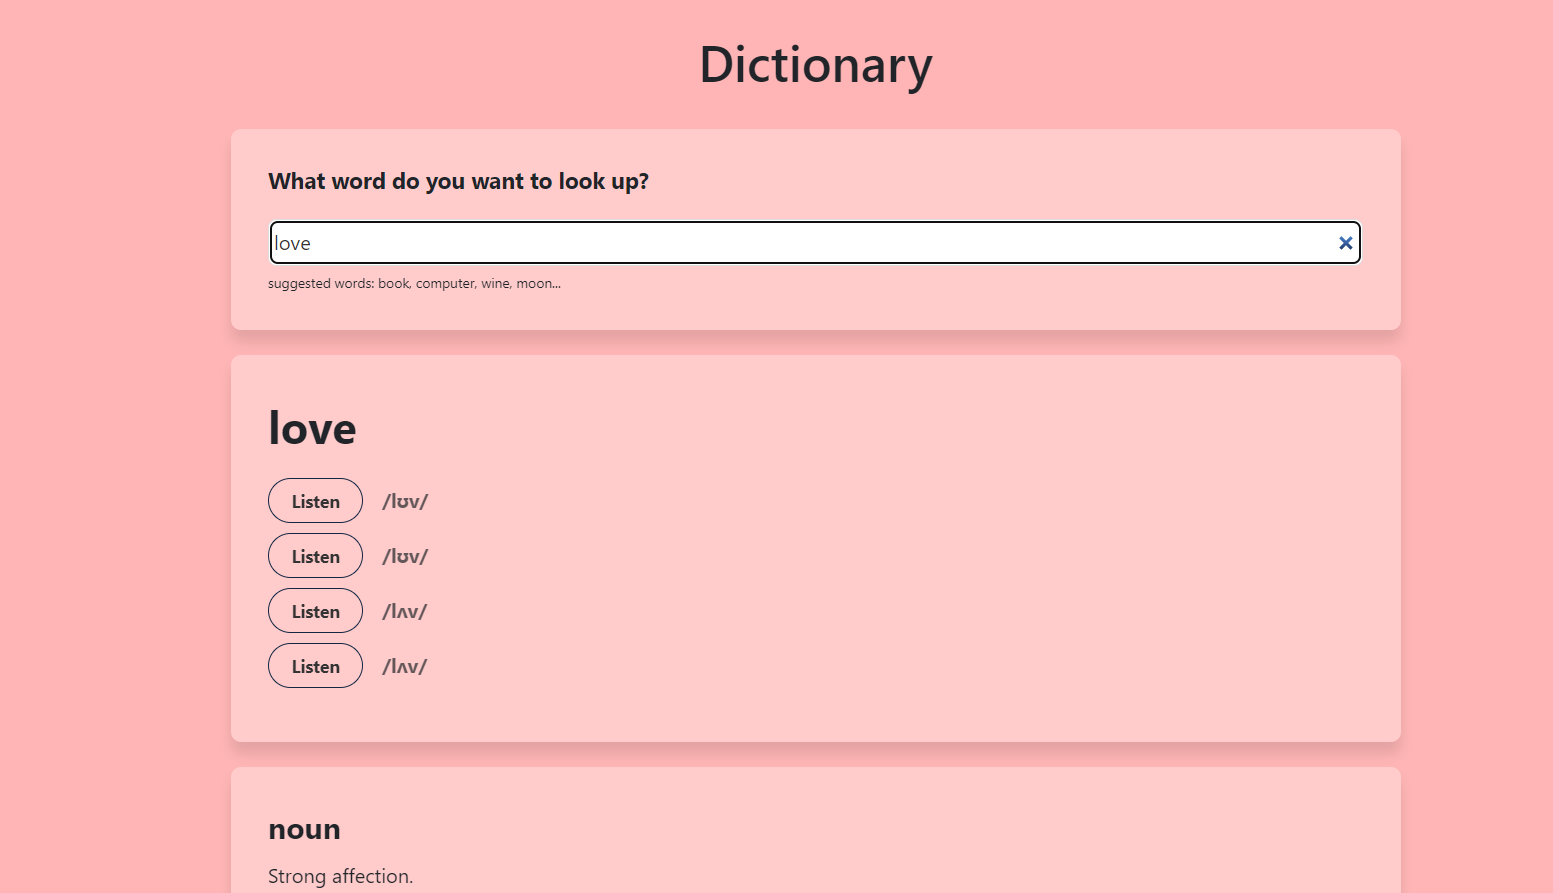 Dictionary
What word do you want to look up?
love
suggested words: book, computer, wine, moon...
love
Listen /lʊv/
Listen /lʊv/
Listen /lʌv/
Listen /lʌv/
noun
Strong affection.